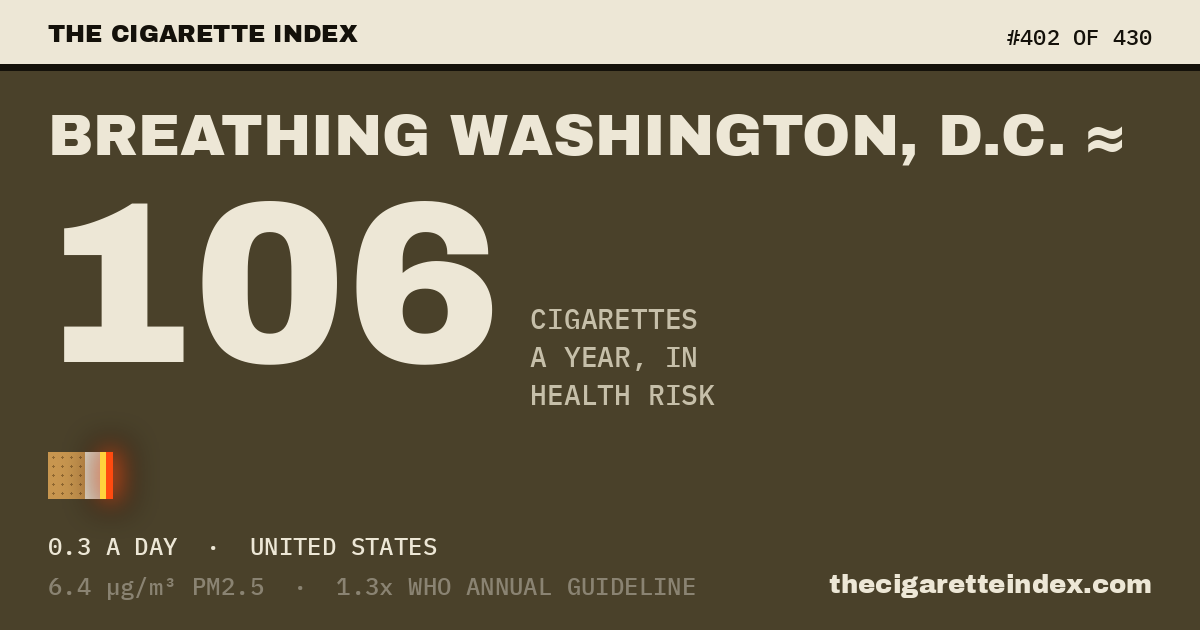 THE CIGARETTE INDEX
#402 OF 430
BREATHING WASHINGTON, D.C. ≈
106
CIGARETTES
A YEAR, IN
HEALTH RISK
0.3 A DAY · UNITED STATES
6.4 µg/m³ PM2.5 · 1.3x WHO ANNUAL GUIDELINE
thecigaretteindex.com